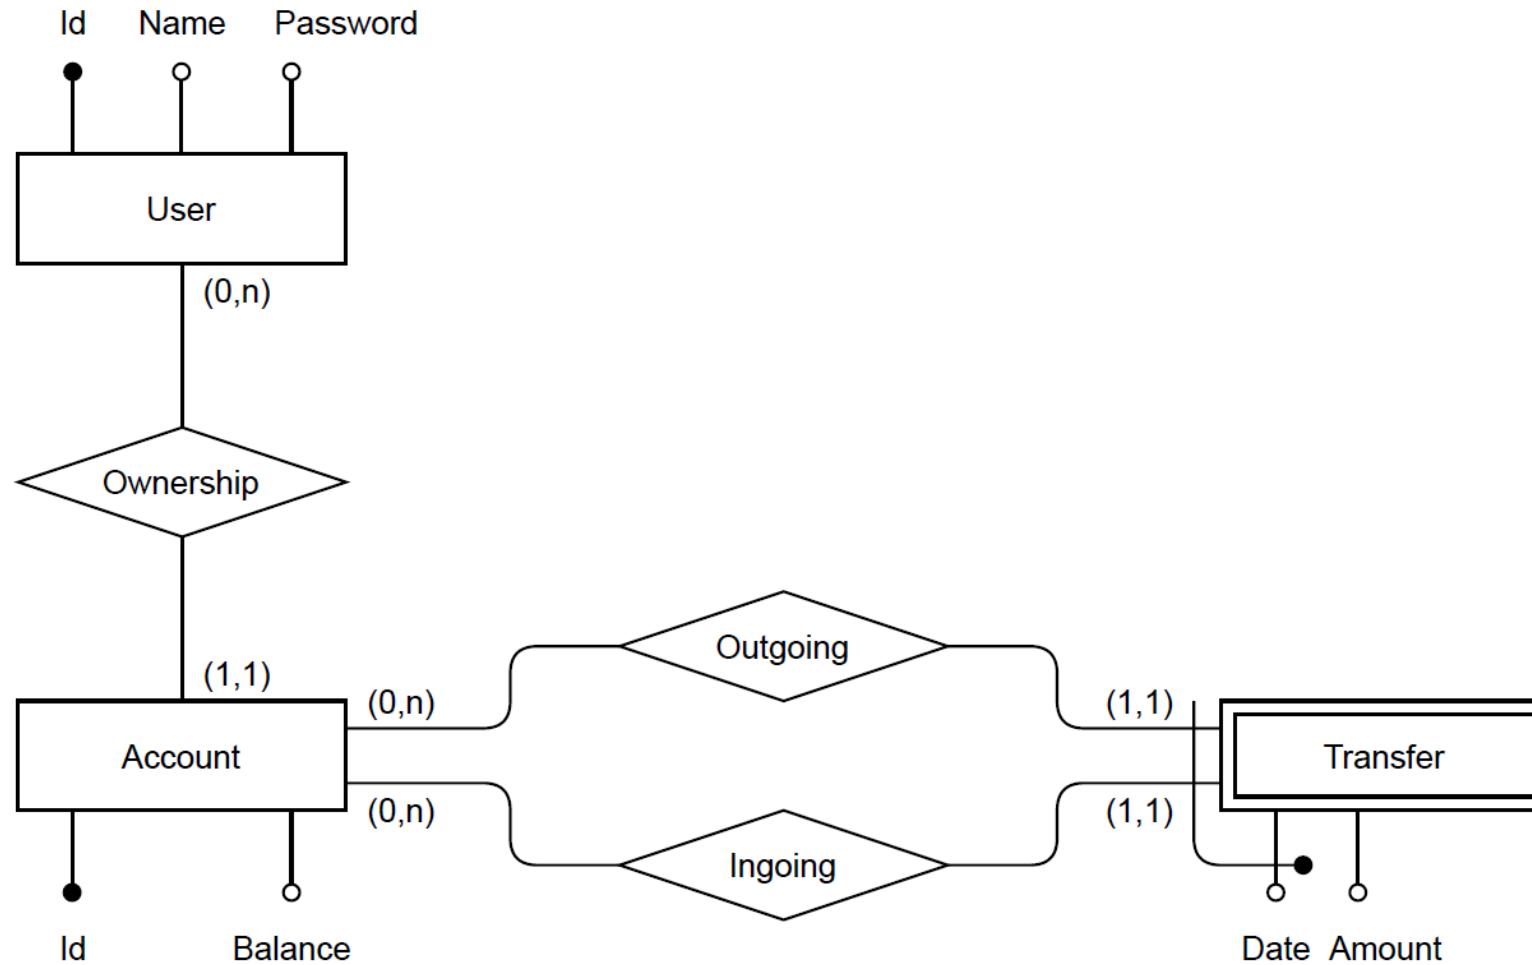 Id Name Password
User
(0,n)
Ownership
(1,1)
Outgoing
(0,n)
(1,1)
Account
Transfer
(0,n)
(1,1)
Ingoing
Id Balance
Date Amount